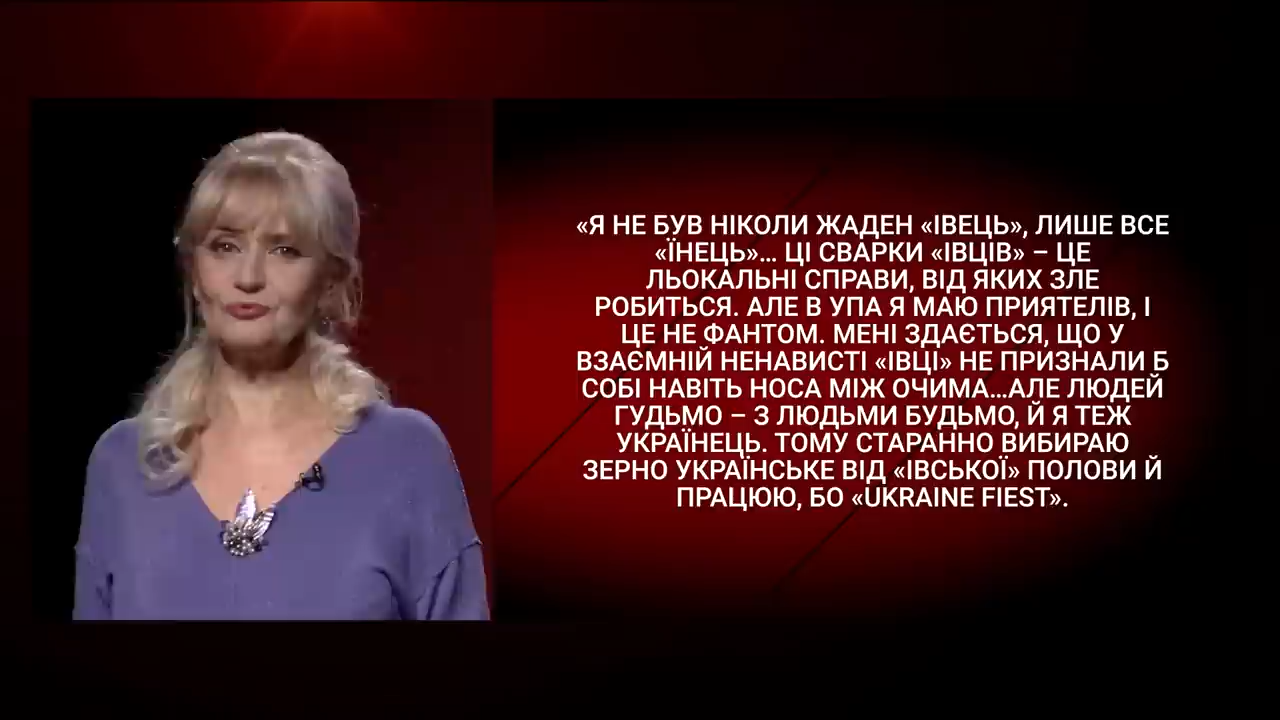 «Я НЕ БУВ НІКОЛИ ЖАДЕН «ІВЕЦЬ», ЛИШЕ ВСЕ
«ЇНЕЦЬ»... ЦІ СВАРКИ «ІВЦІВ» – ЦЕ
ЛЬОКАЛЬНІ СПРАВИ, ВІД ЯКИХ ЗЛЕ
РОБИТЬСЯ. АЛЕ В УПА Я МАЮ ПРИЯТЕЛІВ, І
ЦЕ НЕ ФАНТОМ. МЕНІ ЗДАЄТЬСЯ, ЩО У
ВЗАЄМНІЙ НЕНАВИСТІ «ІВЦІ» НЕ ПРИЗНАЛИ Б
СОБІ НАВІТЬ НОСА МІЖ ОЧИМА...АЛЕ ЛЮДЕЙ
ГУДЬМО – З ЛЮДЬМИ БУДЬМО, Й Я ТЕЖ
УКРАЇНЕЦЬ. ТОМУ СТАРАННО ВИБИРАЮ
ЗЕРНО УКРАЇНСЬКЕ ВІД «ІВСЬКОЇ» ПОЛОВИ Й
ПРАЦЮЮ, БО «UKRAINE FIEST».